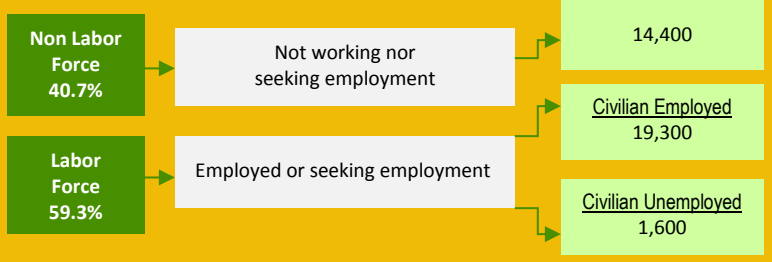 Non Labor
Force
40.7%
Not working nor
seeking employment
14,400
Labor
Force
59.3%
Employed or seeking employment
Civilian Employed
19,300
Civilian Unemployed
1,600